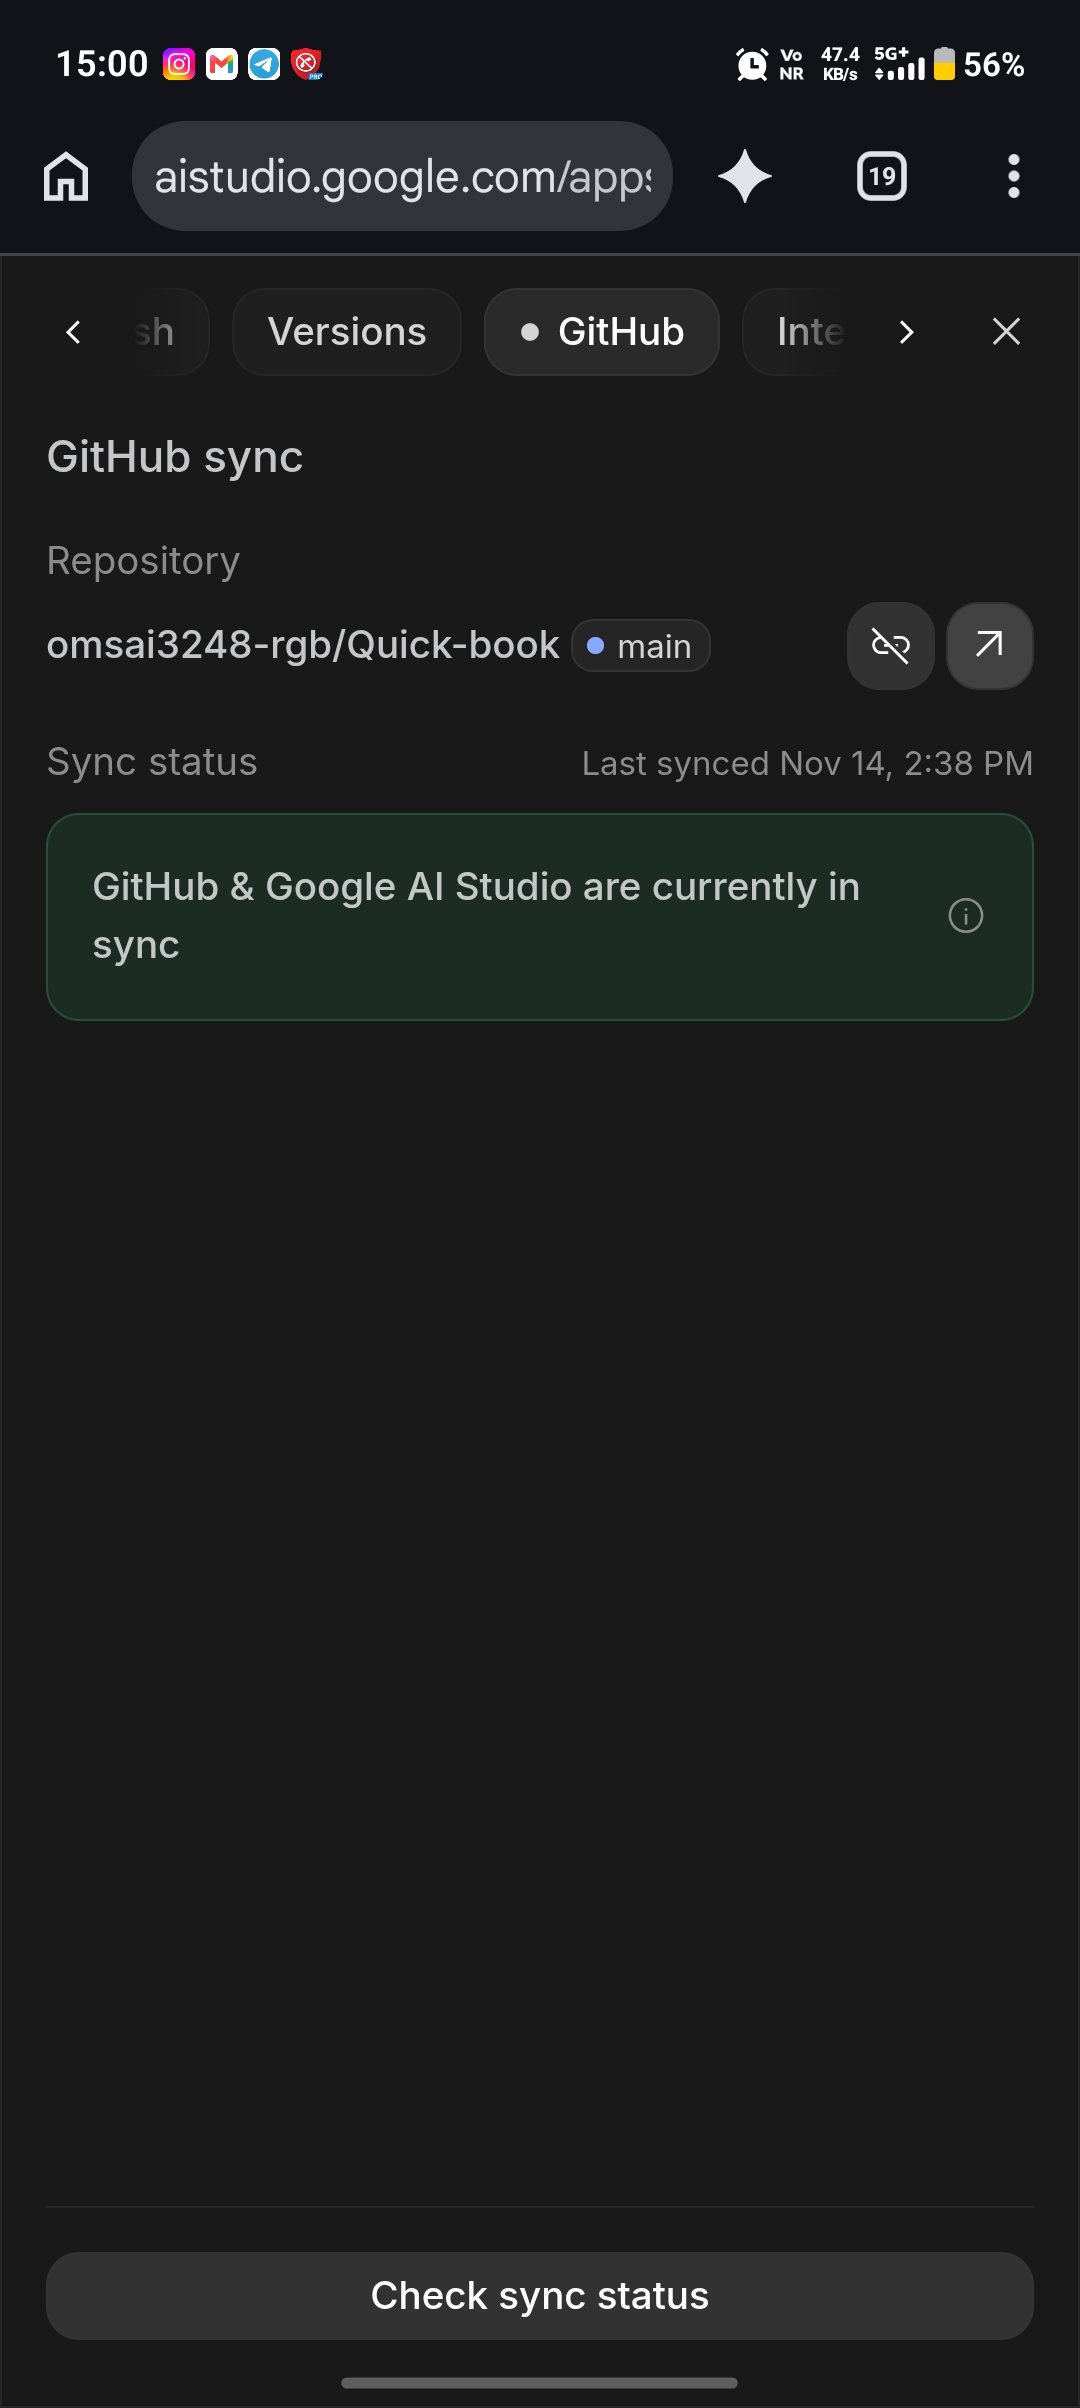 15:00
Vo NR 47.4 KB/s 5G+ 56%
aistudio.google.com/apps
19
sh Versions GitHub Inte
GitHub sync
Repository
omsai3248-rgb/Quick-book main
Sync status Last synced Nov 14, 2:38 PM
GitHub & Google AI Studio are currently in
sync
Check sync status